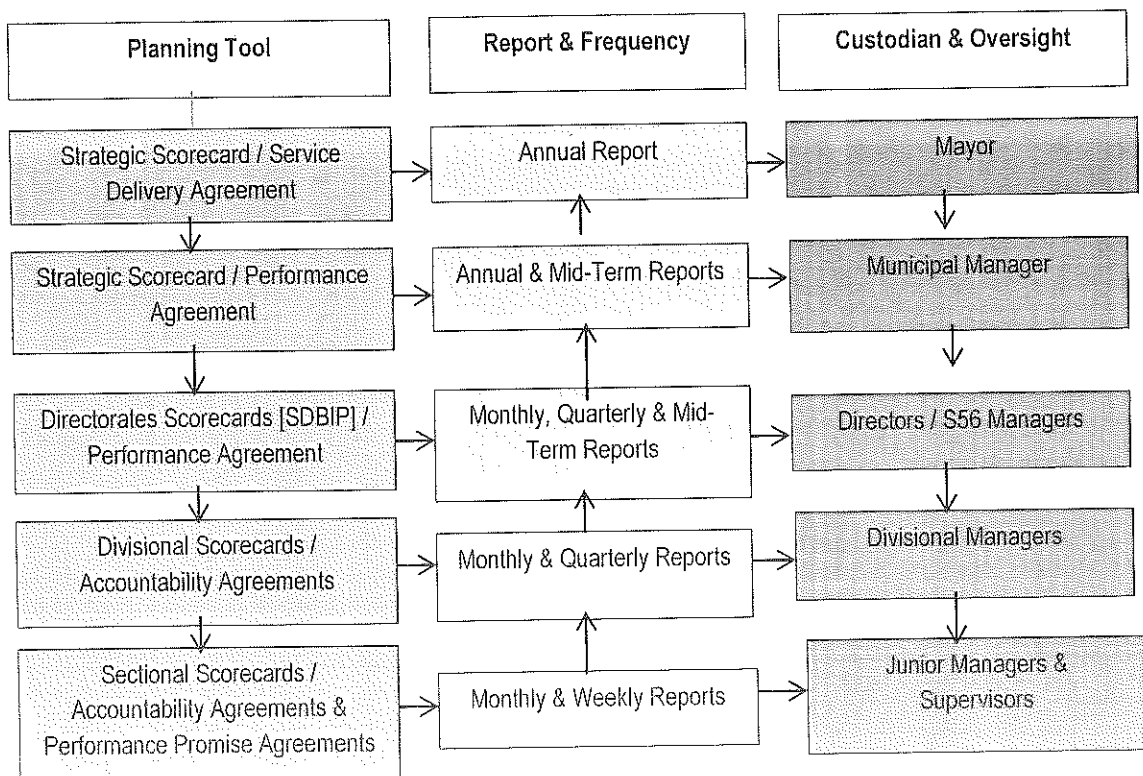 Planning Tool
Report & Frequency
Custodian & Oversight
Strategic Scorecard / Service
Delivery Agreement
Annual Report
Mayor
Strategic Scorecard / Performance
Agreement
Annual & Mid-Term Reports
Municipal Manager
Directorates Scorecards [SDBIP] /
Performance Agreement
Monthly, Quarterly & Mid-
Term Reports
Directors / S56 Managers
Divisional Scorecards /
Accountability Agreements
Monthly & Quarterly Reports
Divisional Managers
Sectional Scorecards /
Accountability Agreements &
Performance Promise Agreements
Monthly & Weekly Reports
Junior Managers &
Supervisors